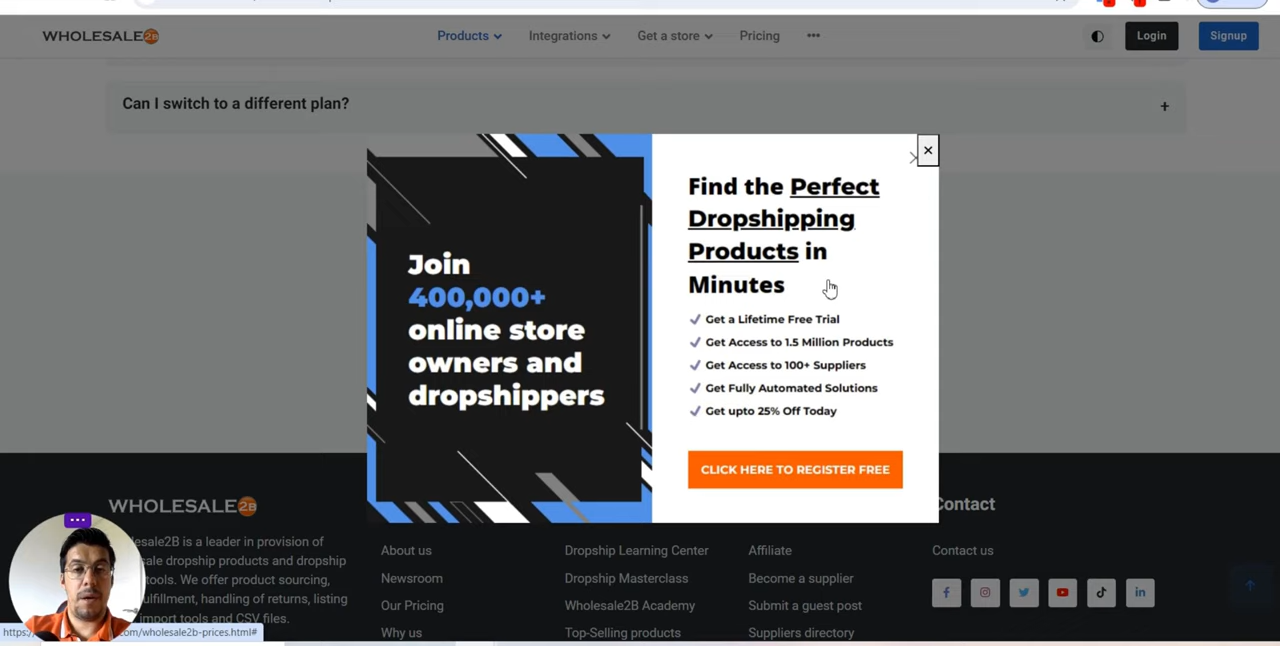 WHOLESALE2B
Products
Integrations
Get a store
Pricing
•••
Login
Signup
Can I switch to a different plan?
+
×
Join
400,000+
online store
owners and
dropshippers
Find the Perfect
Dropshipping
Products in
Minutes
✓ Get a Lifetime Free Trial
✓ Get Access to 1.5 Million Products
✓ Get Access to 100+ Suppliers
✓ Get Fully Automated Solutions
✓ Get upto 25% Off Today
CLICK HERE TO REGISTER FREE
WHOLESALE2B
is a leader in provision of
dropship products and dropship
tools. We offer product sourcing,
handling of returns, listing
import tools and CSV files.
About us
Newsroom
Our Pricing
Why us
Dropship Learning Center
Dropship Masterclass
Wholesale2B Academy
Top-Selling products
Affiliate
Become a supplier
Submit a guest post
Suppliers directory
Contact
Contact us
com/wholesale2b-prices.html#